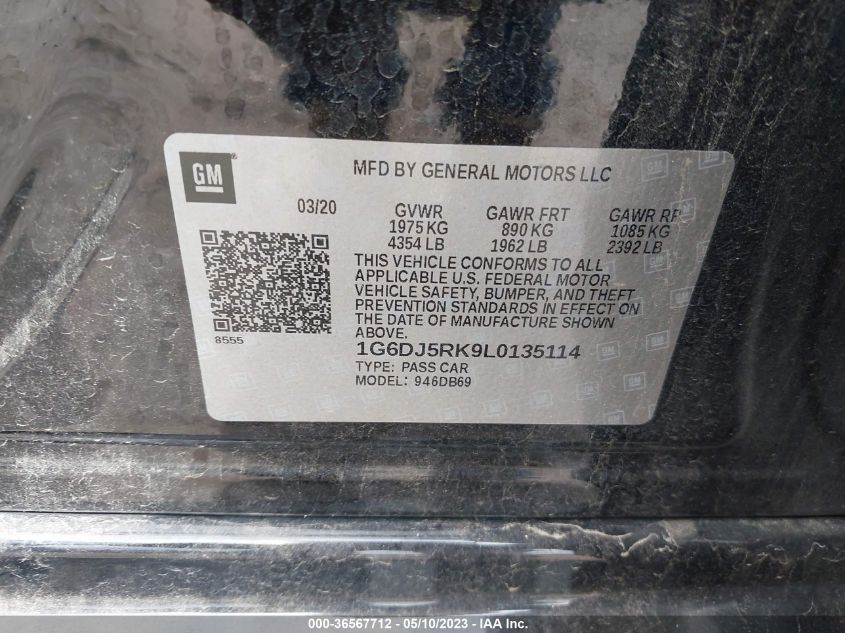 GM
MFD BY GENERAL MOTORS LLC
03/20 GVWR GAWR FRT GAWR RR
1975 KG 890 KG 1085 KG
4354 LB 1962 LB 2392 LB
THIS VEHICLE CONFORMS TO ALL
APPLICABLE U.S. FEDERAL MOTOR
VEHICLE SAFETY, BUMPER, AND THEFT
PREVENTION STANDARDS IN EFFECT ON
THE DATE OF MANUFACTURE SHOWN
ABOVE.
8555
1G6DJ5RK9L0135114
TYPE: PASS CAR
MODEL: 946DB69
000-36567712 — 05/10/2023 — IAA Inc.